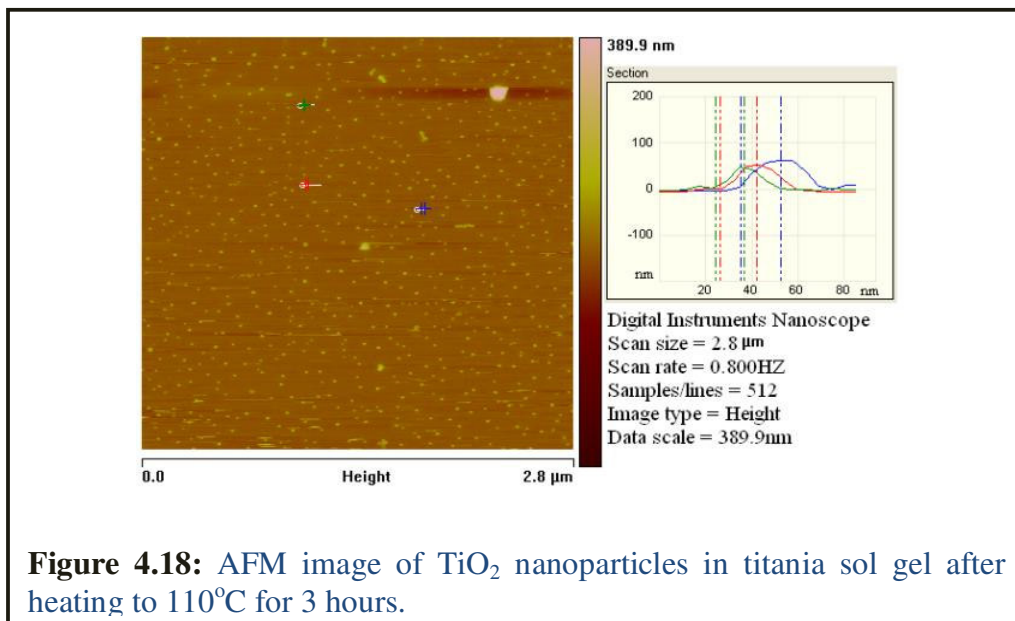 389.9 nm
Section
200
100
0
-100
nm
20 40 60 80 nm
Digital Instruments Nanoscope
Scan size = 2.8 µm
Scan rate = 0.800HZ
Samples/lines = 512
Image type = Height
Data scale = 389.9nm
0.0 Height 2.8 µm
Figure 4.18: AFM image of TiO₂ nanoparticles in titania sol gel after
heating to 110°C for 3 hours.